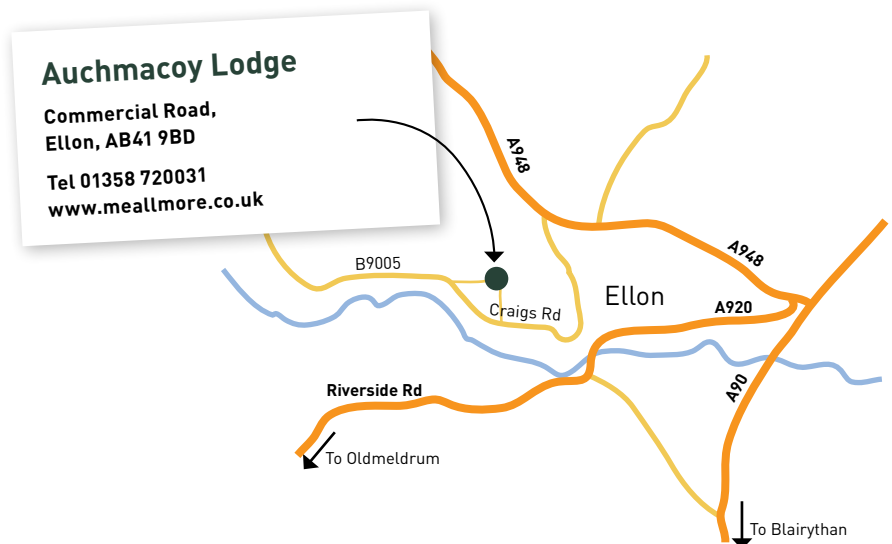 Auchmacoy Lodge
Commercial Road,
Ellon, AB41 9BD
Tel 01358 720031
www.meallmore.co.uk
A948
A948
B9005
Ellon
Craigs Rd
A920
Riverside Rd
A90
To Oldmeldrum
To Blairythan